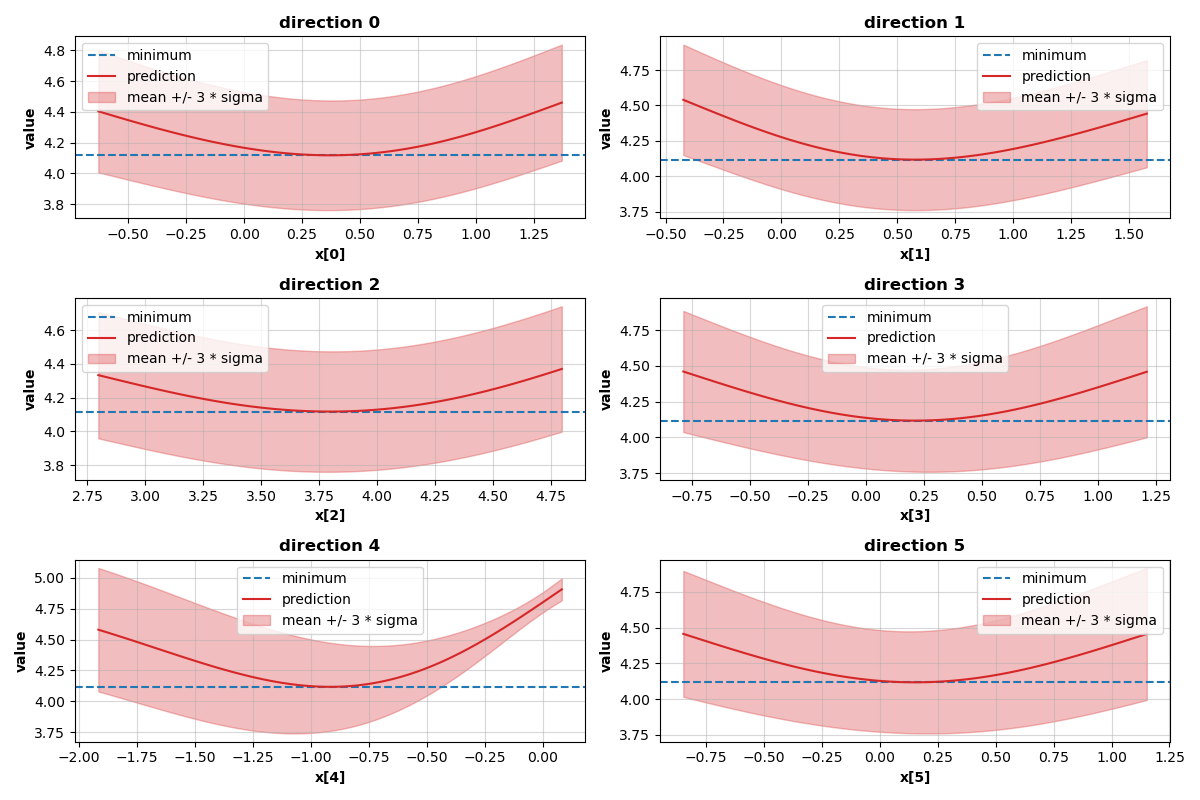 direction 0
value
4.8
4.6
4.4
4.2
4.0
3.8
minimum
prediction
mean +/- 3 * sigma
−0.50 −0.25 0.00 0.25 0.50 0.75 1.00 1.25
x[0]
direction 1
value
4.75
4.50
4.25
4.00
3.75
minimum
prediction
mean +/- 3 * sigma
−0.50 −0.25 0.00 0.25 0.50 0.75 1.00 1.25 1.50
x[1]
direction 2
value
4.6
4.4
4.2
4.0
3.8
minimum
prediction
mean +/- 3 * sigma
2.75 3.00 3.25 3.50 3.75 4.00 4.25 4.50 4.75
x[2]
direction 3
value
4.75
4.50
4.25
4.00
3.75
minimum
prediction
mean +/- 3 * sigma
−0.75 −0.50 −0.25 0.00 0.25 0.50 0.75 1.00 1.25
x[3]
direction 4
value
5.00
4.75
4.50
4.25
4.00
3.75
minimum
prediction
mean +/- 3 * sigma
−2.00 −1.75 −1.50 −1.25 −1.00 −0.75 −0.50 −0.25 0.00
x[4]
direction 5
value
4.75
4.50
4.25
4.00
3.75
minimum
prediction
mean +/- 3 * sigma
−0.75 −0.50 −0.25 0.00 0.25 0.50 0.75 1.00 1.25
x[5]